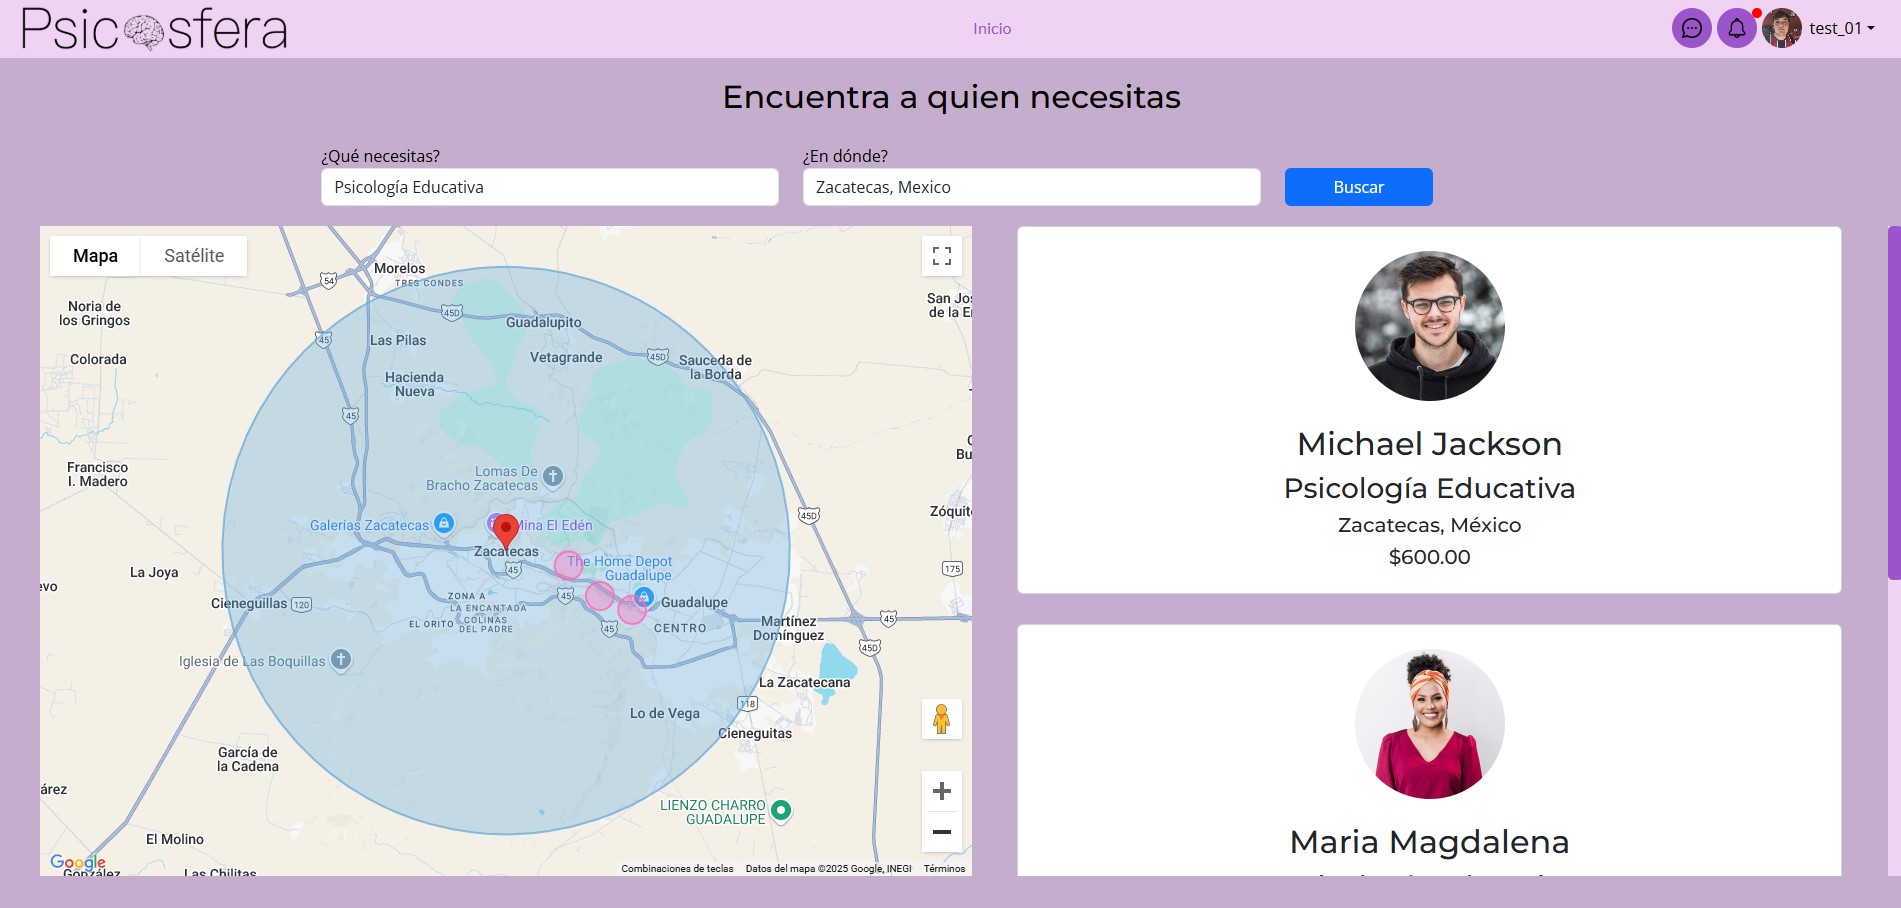 Psicosfera
Inicio
test_01
Encuentra a quien necesitas
¿Qué necesitas?
Psicología Educativa
¿En dónde?
Zacatecas, Mexico
Buscar
Mapa
Satélite
54
Morelos
TRES CONDES
Noria de
los Gringos
45D
Guadalupito
San Jos
de la E
45
Las Pilas
Vetagrande
45D
Sauceda de
la Borda
Colorada
Hacienda
Nueva
45
Bu
Francisco
I. Madero
Lomas De
Bracho Zacatecas
Galerías Zacatecas
Mina El Edén
45D
Zóquit
Zacatecas
45
The Home Depot
Guadalupe
La Joya
175
evo
Cieneguillas
120
ZONA A
LA ENCANTADA
45
Guadalupe
EL ORITO
COLINAS
DEL PADRE
45
CENTRO
Martínez
Domínguez
45
45D
Iglesia de Las Boquillas
La Zacatecana
118
Lo de Vega
Cieneguitas
García de
la Cadena
árez
LIENZO CHARRO
GUADALUPE
El Molino
Google
González
Las Chilitas
Combinaciones de teclas
Datos del mapa ©2025 Google, INEGI
Términos
Michael Jackson
Psicología Educativa
Zacatecas, México
$600.00
Maria Magdalena